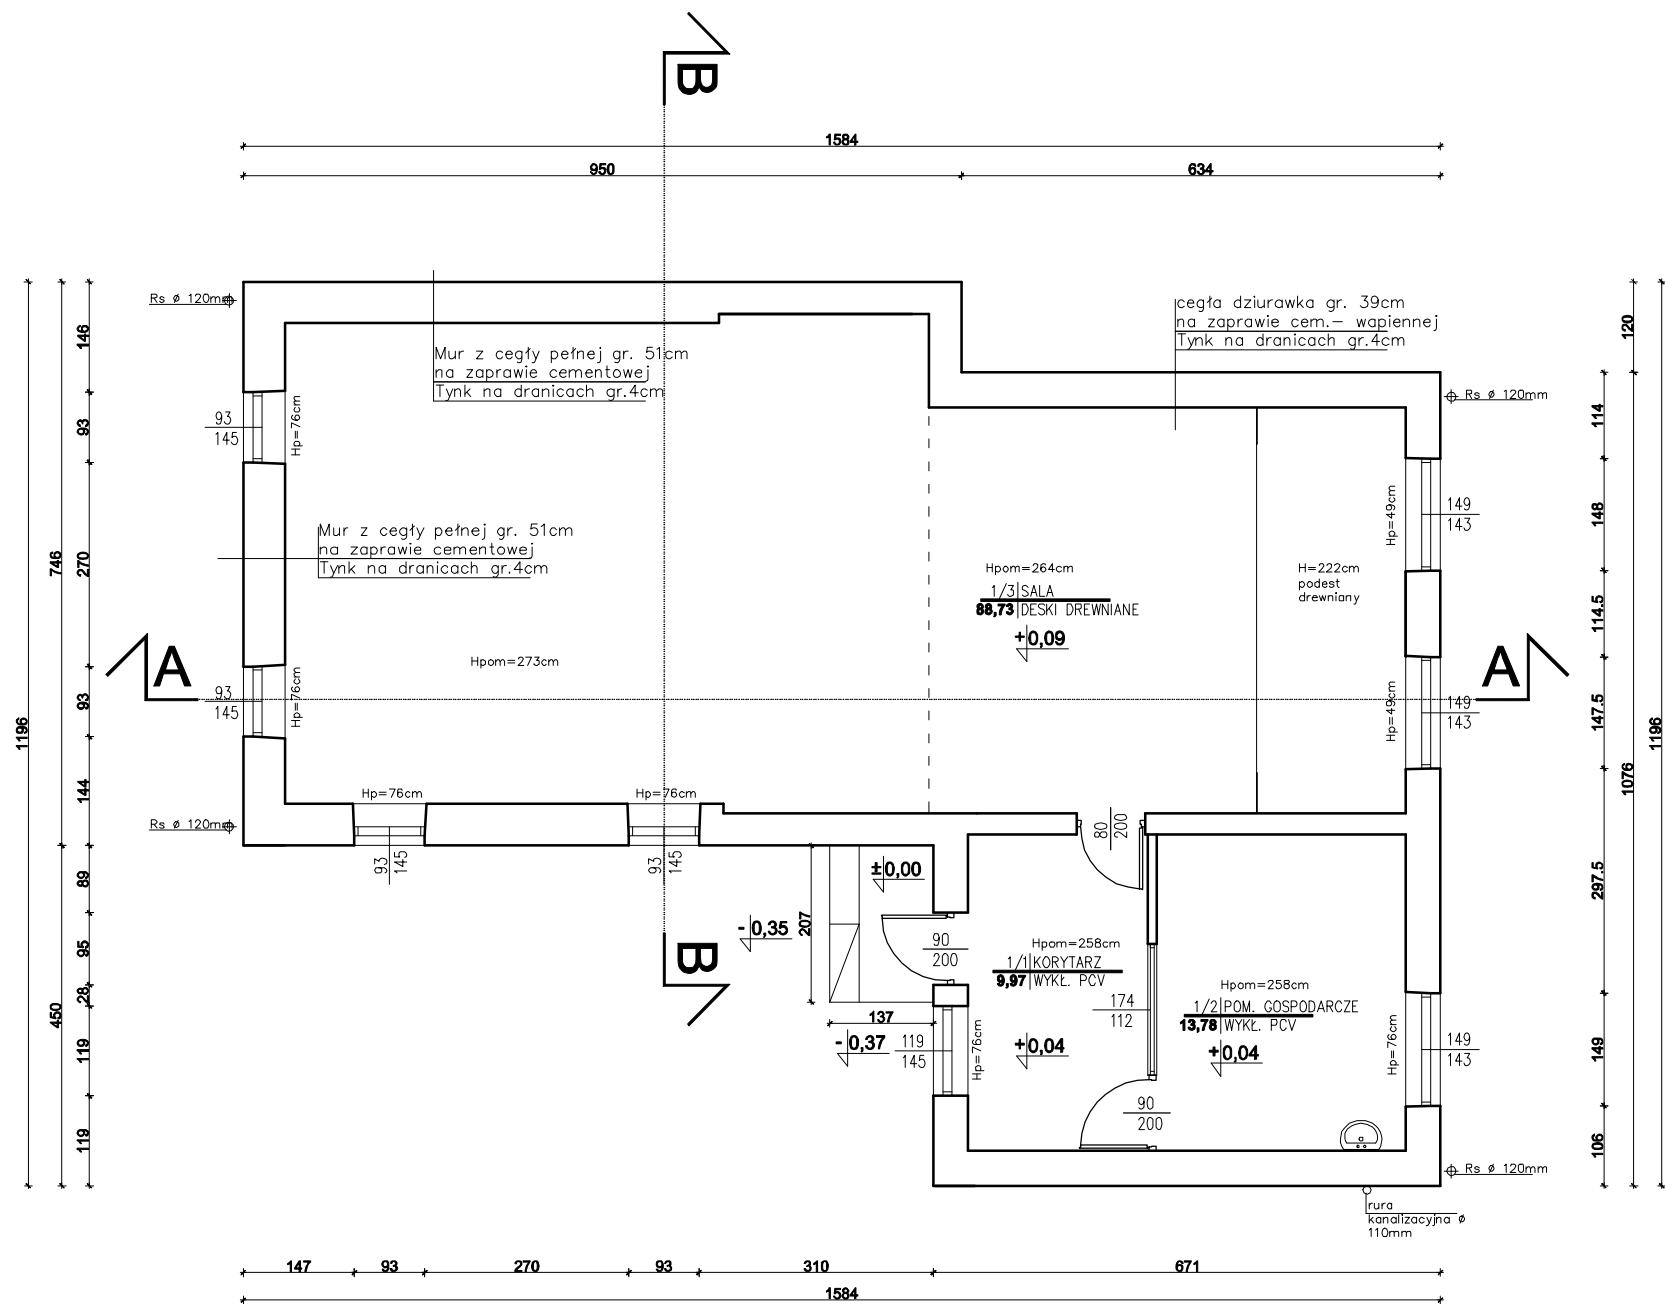 B
1584
950
634
Rs ø 120mm
146
93
270
93
144
746
1196
450
89
95
28
119
119
Mur z cegły pełnej gr. 51cm
na zaprawie cementowej
Tynk na dranicach gr.4cm
cegła dziurawka gr. 39cm
na zaprawie cem.– wapiennej
Tynk na dranicach gr.4cm
120
Rs ø 120mm
93
145
Hp=76cm
114
148
114.5
147.5
297.5
149
106
1076
1196
149
143
Hp=49cm
Mur z cegły pełnej gr. 51cm
na zaprawie cementowej
Tynk na dranicach gr.4cm
Hpom=264cm
1/3 SALA
88,73 DESKI DREWNIANE
+0,09
H=222cm
podest
drewniany
Hpom=273cm
A
93
145
Hp=76cm
Hp=49cm
149
143
A
Rs ø 120mm
Hp=76cm
93
145
Hp=76cm
93
145
80
200
±0,00
207
- 0,35
B
90
200
Hpom=258cm
1/1 KORYTARZ
9,97 WYKŁ. PCV
+0,04
174
112
Hpom=258cm
1/2 POM. GOSPODARCZE
13,78 WYKŁ. PCV
+0,04
137
- 0,37
119
145
Hp=76cm
Hp=76cm
149
143
90
200
Rs ø 120mm
rura
kanalizacyjna ø
110mm
147
93
270
93
310
671
1584